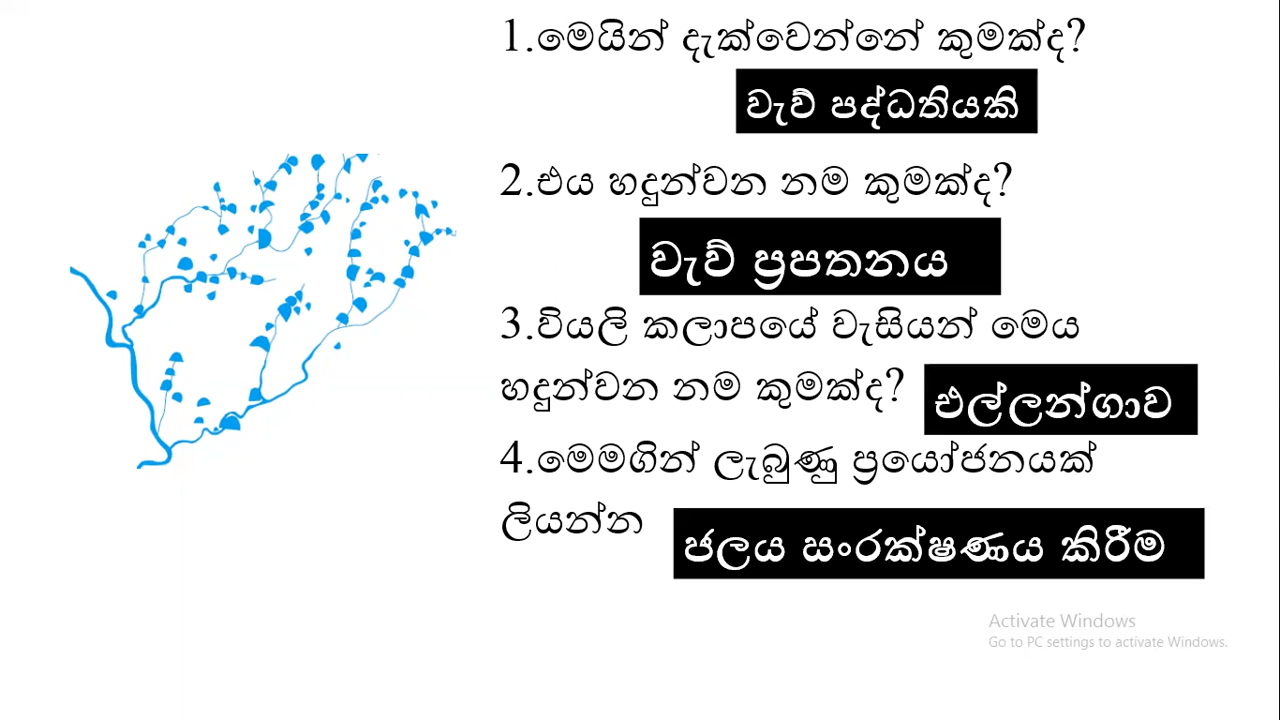 1.මෙයින් දැක්වෙන්නේ කුමක්ද?
වැව් පද්ධතියකි
2.එය හඳුන්වන නම කුමක්ද?
වැව් ප්‍රපතනය
3.වියලි කලාපයේ වැසියන් මෙය
හඳුන්වන නම කුමක්ද?
එල්ලන්ගාව
4.මෙමගින් ලැබුණු ප්‍රයෝජනයක්
ලියන්න
ජලය සංරක්ෂණය කිරීම
Activate Windows
Go to PC settings to activate Windows.